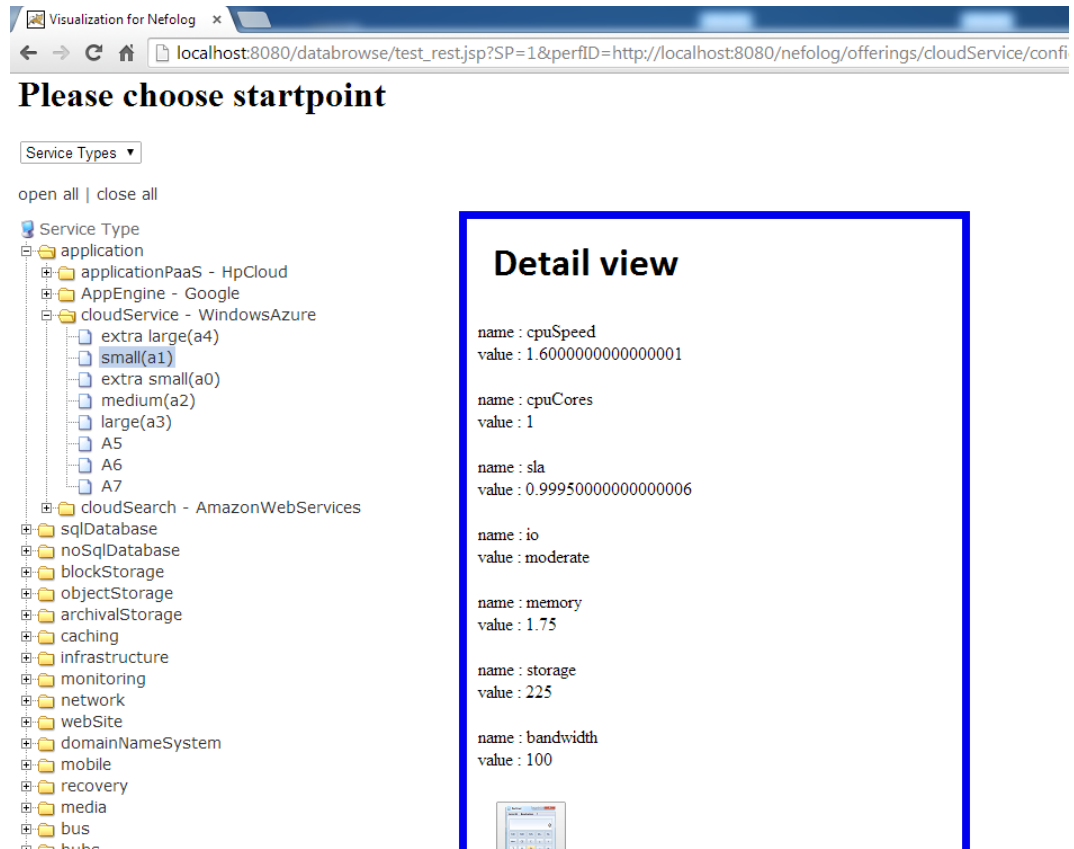 Visualization for Nefolog
localhost:8080/databrowse/test_rest.jsp?SP=1&perfID=http://localhost:8080/nefolog/offerings/cloudService/confi
Please choose startpoint
Service Types
open all | close all
Service Type
application
applicationPaaS - HpCloud
AppEngine - Google
cloudService - WindowsAzure
extra large(a4)
small(a1)
extra small(a0)
medium(a2)
large(a3)
A5
A6
A7
cloudSearch - AmazonWebServices
sqlDatabase
noSqlDatabase
blockStorage
objectStorage
archivalStorage
caching
infrastructure
monitoring
network
webSite
domainNameSystem
mobile
recovery
media
bus
Detail view
name : cpuSpeed
value : 1.6000000000000001
name : cpuCores
value : 1
name : sla
value : 0.99950000000000006
name : io
value : moderate
name : memory
value : 1.75
name : storage
value : 225
name : bandwidth
value : 100